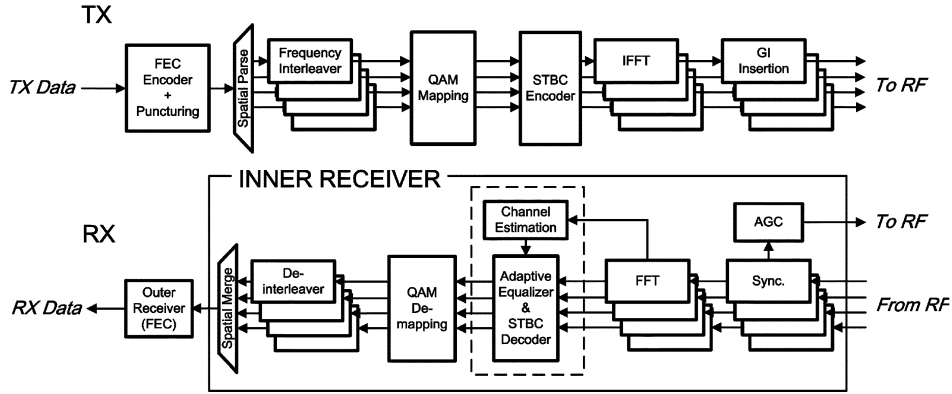 TX
TX Data
FEC
Encoder
+
Puncturing
Spatial Parse
Frequency
Interleaver
QAM
Mapping
STBC
Encoder
IFFT
GI
Insertion
To RF
INNER RECEIVER
RX
RX Data
Outer
Receiver
(FEC)
Spatial Merge
De-
interleaver
QAM
De-
mapping
Channel
Estimation
Adaptive
Equalizer
&
STBC
Decoder
FFT
AGC
Sync.
To RF
From RF